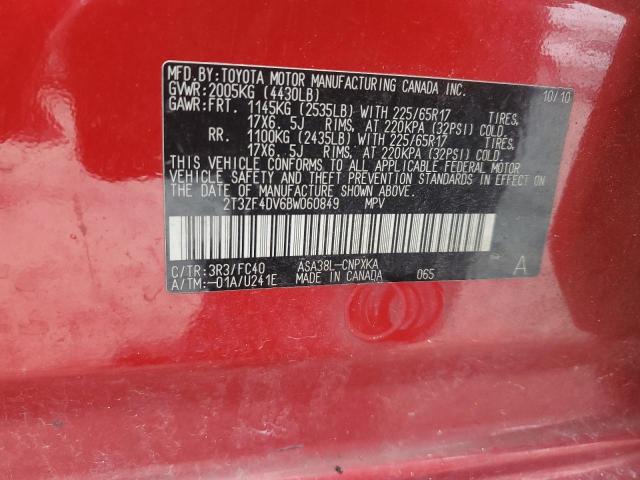 MFD.BY:TOYOTA MOTOR MANUFACTURING CANADA INC.
GVWR:2005KG (4430LB) 10/10
GAWR:FRT. 1145KG (2535LB) WITH 225/65R17 TIRES,
17X6.5J RIMS, AT 220KPA (32PSI) COLD
RR. 1100KG (2435LB) WITH 225/65R17 TIRES,
17X6.5J RIMS, AT 220KPA (32PSI) COLD.
THIS VEHICLE CONFORMS TO ALL APPLICABLE FEDERAL MOTOR
VEHICLE SAFETY AND THEFT PREVENTION STANDARDS IN EFFECT ON
THE DATE OF MANUFACTURE SHOWN ABOVE.
2T3ZF4DV6BW060849 MPV
C/TR:3R3/FC40 ASA38L-CNPXKA A
A/TM:-01A/U241E MADE IN CANADA 065